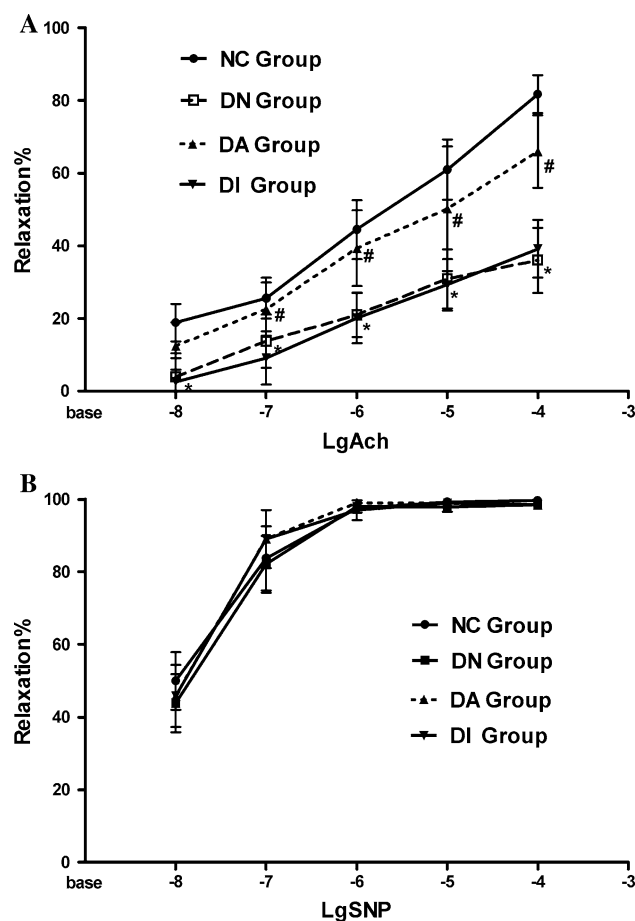 A
100
80
60
40
20
0
Relaxation%
NC Group
DN Group
DA Group
DI Group
#
#
#
#
*
*
*
*
*
base -8 -7 -6 -5 -4 -3
LgAch
B
100
80
60
40
20
0
Relaxation%
NC Group
DN Group
DA Group
DI Group
base -8 -7 -6 -5 -4 -3
LgSNP